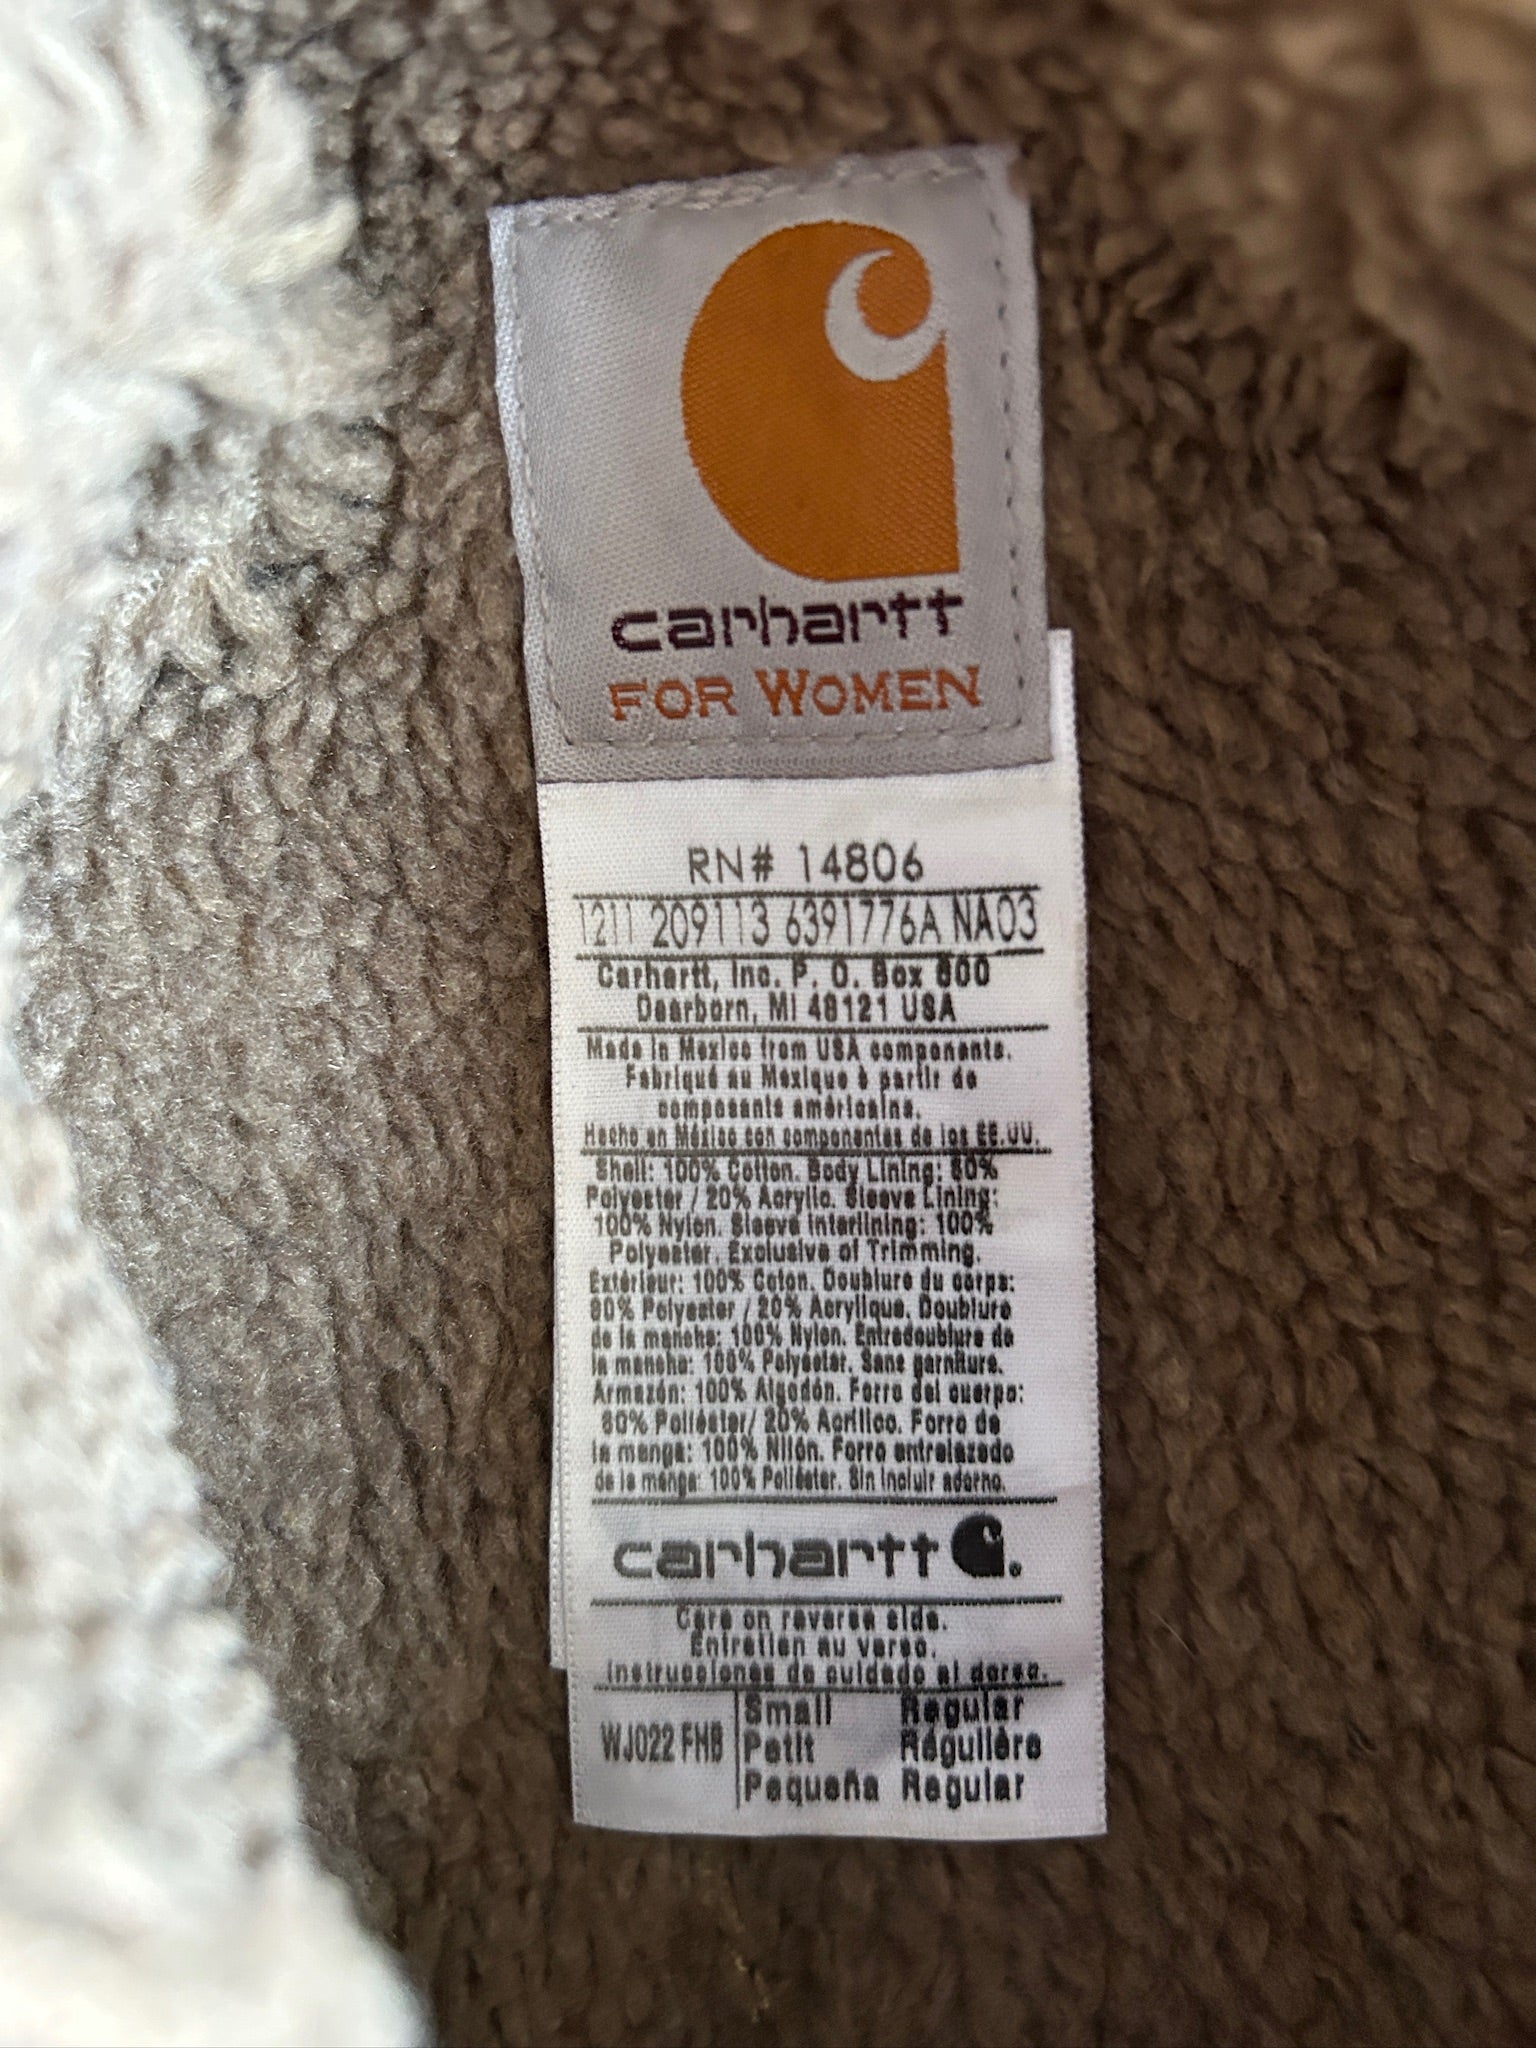 carhartt
FOR WOMEN
RN# 14806
1211 209113 6391776A NA03
Carhartt, Inc. P. O. Box 600
Dearborn, MI 48121 USA
Made in Mexico from USA components.
Fabriqué au Mexique à partir de
composants américains.
Hecho en México con componentes de los EE.UU.
Shell: 100% Cotton. Body Lining: 80%
Polyester / 20% Acrylic. Sleeve Lining:
100% Nylon. Sleeve Interlining: 100%
Polyester. Exclusive of Trimming.
Extérieur: 100% Coton. Doublure du corps:
80% Polyester / 20% Acrylique. Doublure
de la manche: 100% Nylon. Entredoublure de
la manche: 100% Polyester. Sans garniture.
Armazón: 100% Algodón. Forro del cuerpo:
80% Poliéster/ 20% Acrílico. Forro de
la manga: 100% Nilón. Forro entrelazado
de la manga: 100% Poliéster. Sin incluir adorno.
carhartt
Care on reverse side.
Entretien au verso.
Instrucciones de cuidado al dorso.
WJ022 FHB
Small Regular
Petit Régulière
Pequeña Regular